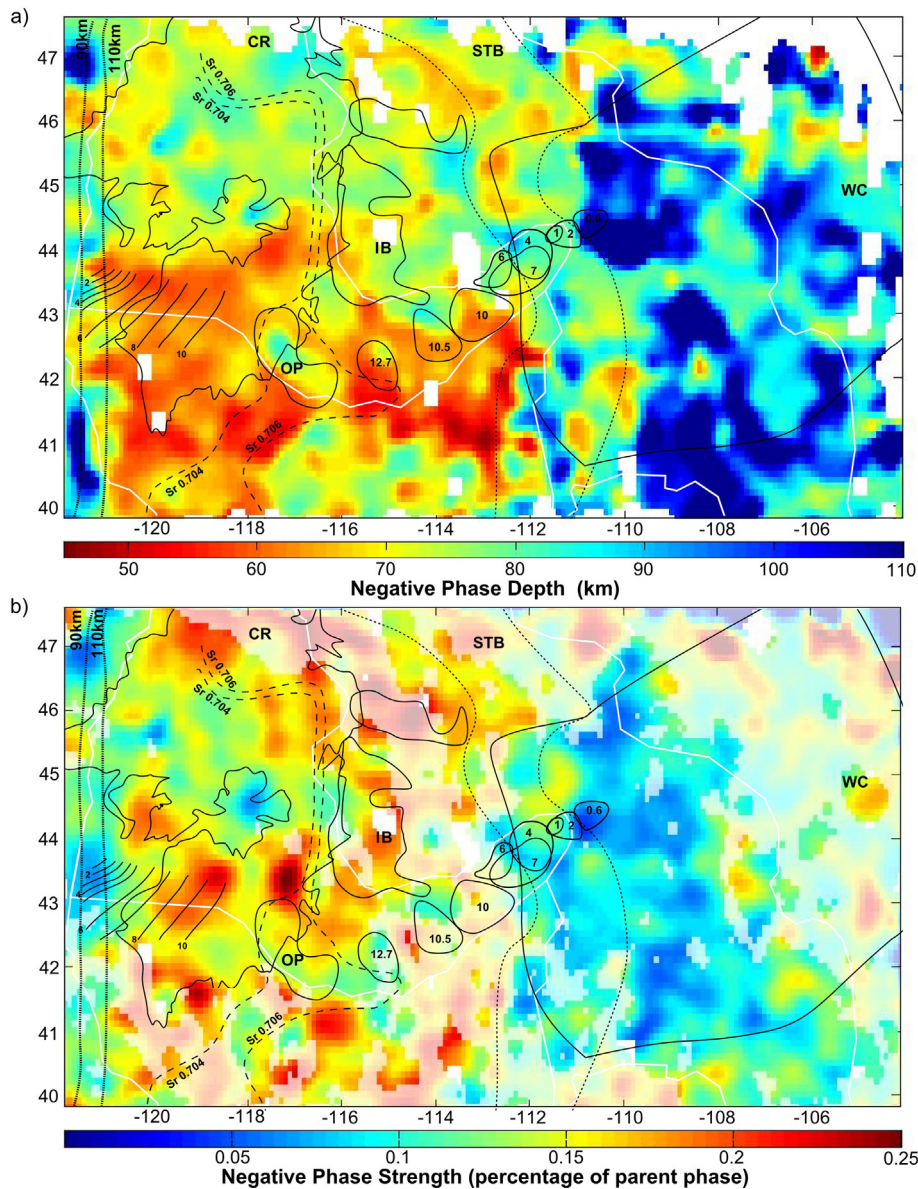 a)
90km
110km
CR
STB
WC
IB
OP
Sr 0.706
Sr 0.704
Sr 0.706
Sr 0.704
2
4
6
8
10
12.7
10.5
10
6
4
7
1
2
0.6
47
46
45
44
43
42
41
40
-120 -118 -116 -114 -112 -110 -108 -106
50 60 70 80 90 100 110
Negative Phase Depth (km)
b)
90km
110km
CR
STB
WC
IB
OP
Sr 0.706
Sr 0.704
Sr 0.706
Sr 0.704
2
4
6
8
10
12.7
10.5
10
6
4
7
1
2
0.6
47
46
45
44
43
42
41
40
-120 -118 -116 -114 -112 -110 -108 -106
0.05 0.1 0.15 0.2 0.25
Negative Phase Strength (percentage of parent phase)